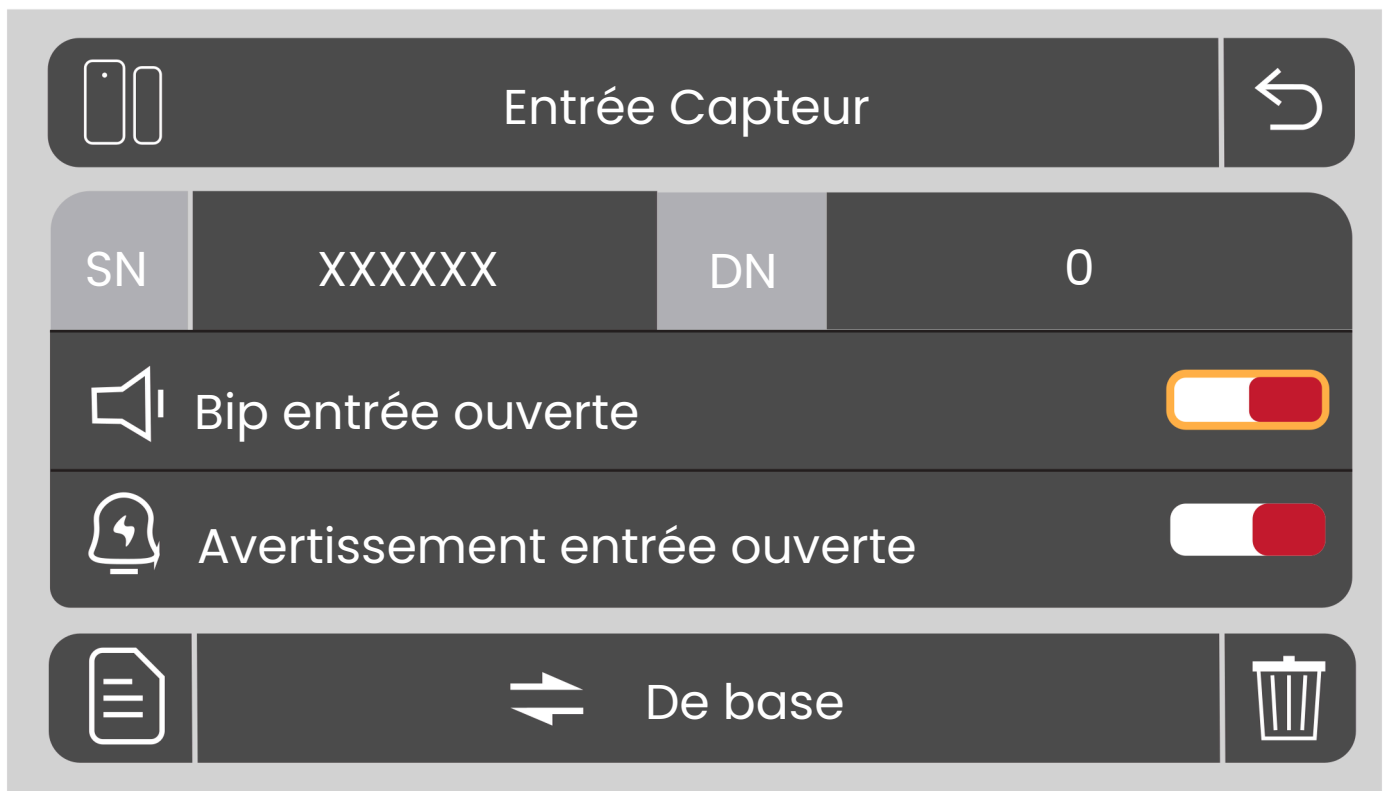 Entrée Capteur
SN XXXXXX DN 0
Bip entrée ouverte
Avertissement entrée ouverte
De base